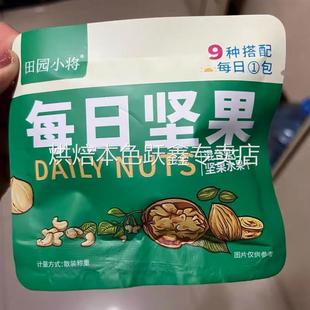 田园小将®
9种搭配
每日①包
每日坚果
烘焙本色跃鑫专卖店
DAILY NUTS
坚果水果
图片仅供参考
计量方式：散装称重